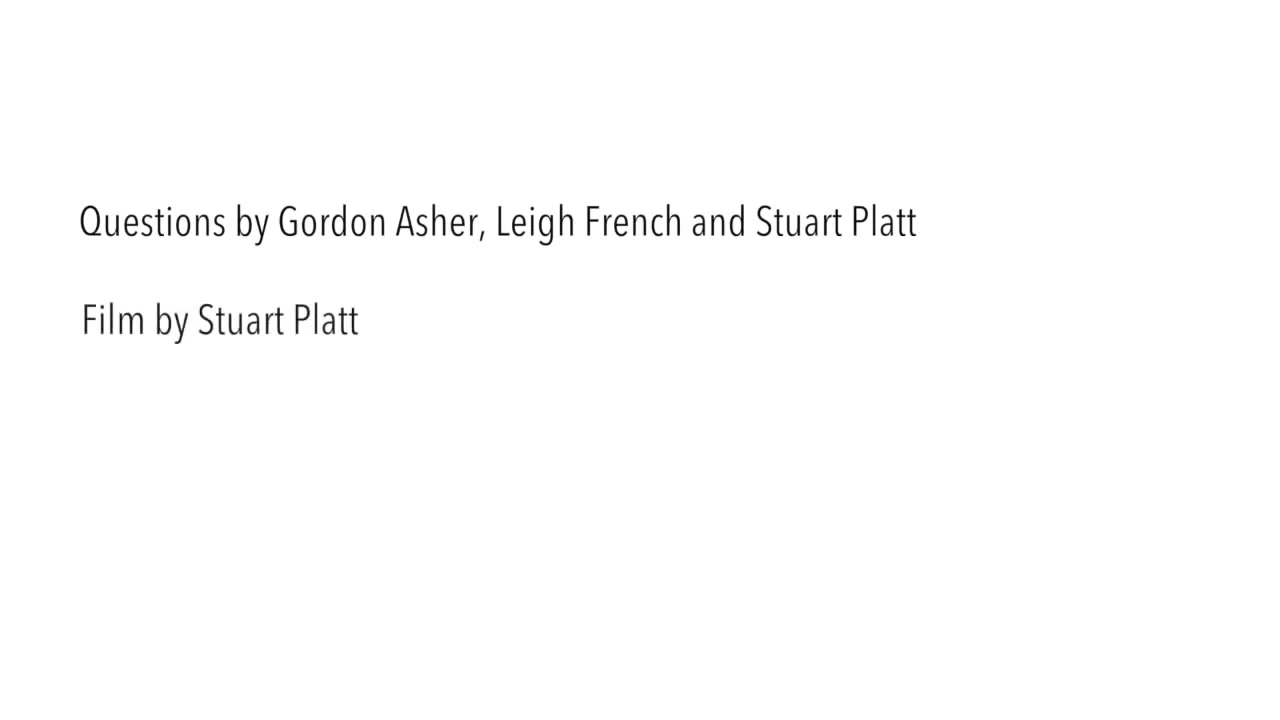 Questions by Gordon Asher, Leigh French and Stuart Platt
Film by Stuart Platt